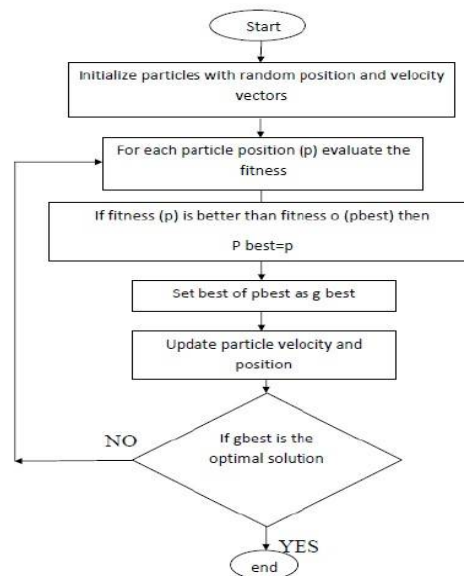 Start
Initialize particles with random position and velocity
vectors
For each particle position (p) evaluate the
fitness
If fitness (p) is better than fitness o (pbest) then
P best=p
Set best of pbest as g best
Update particle velocity and
position
NO
If gbest is the
optimal solution
YES
end